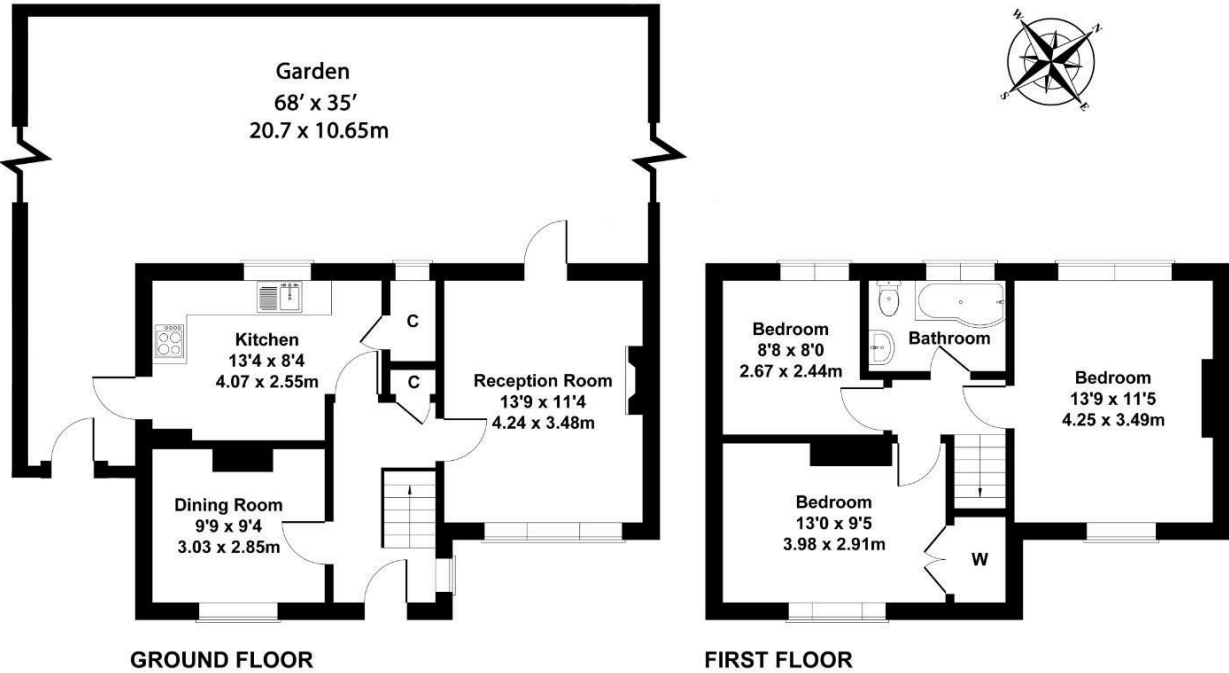 Garden
68’ x 35’
20.7 x 10.65m
W
N
S
E
Kitchen
13'4 x 8'4
4.07 x 2.55m
C
C
Reception Room
13'9 x 11'4
4.24 x 3.48m
Dining Room
9'9 x 9'4
3.03 x 2.85m
Bedroom
8'8 x 8'0
2.67 x 2.44m
Bathroom
Bedroom
13'9 x 11'5
4.25 x 3.49m
Bedroom
13'0 x 9'5
3.98 x 2.91m
W
GROUND FLOOR
FIRST FLOOR